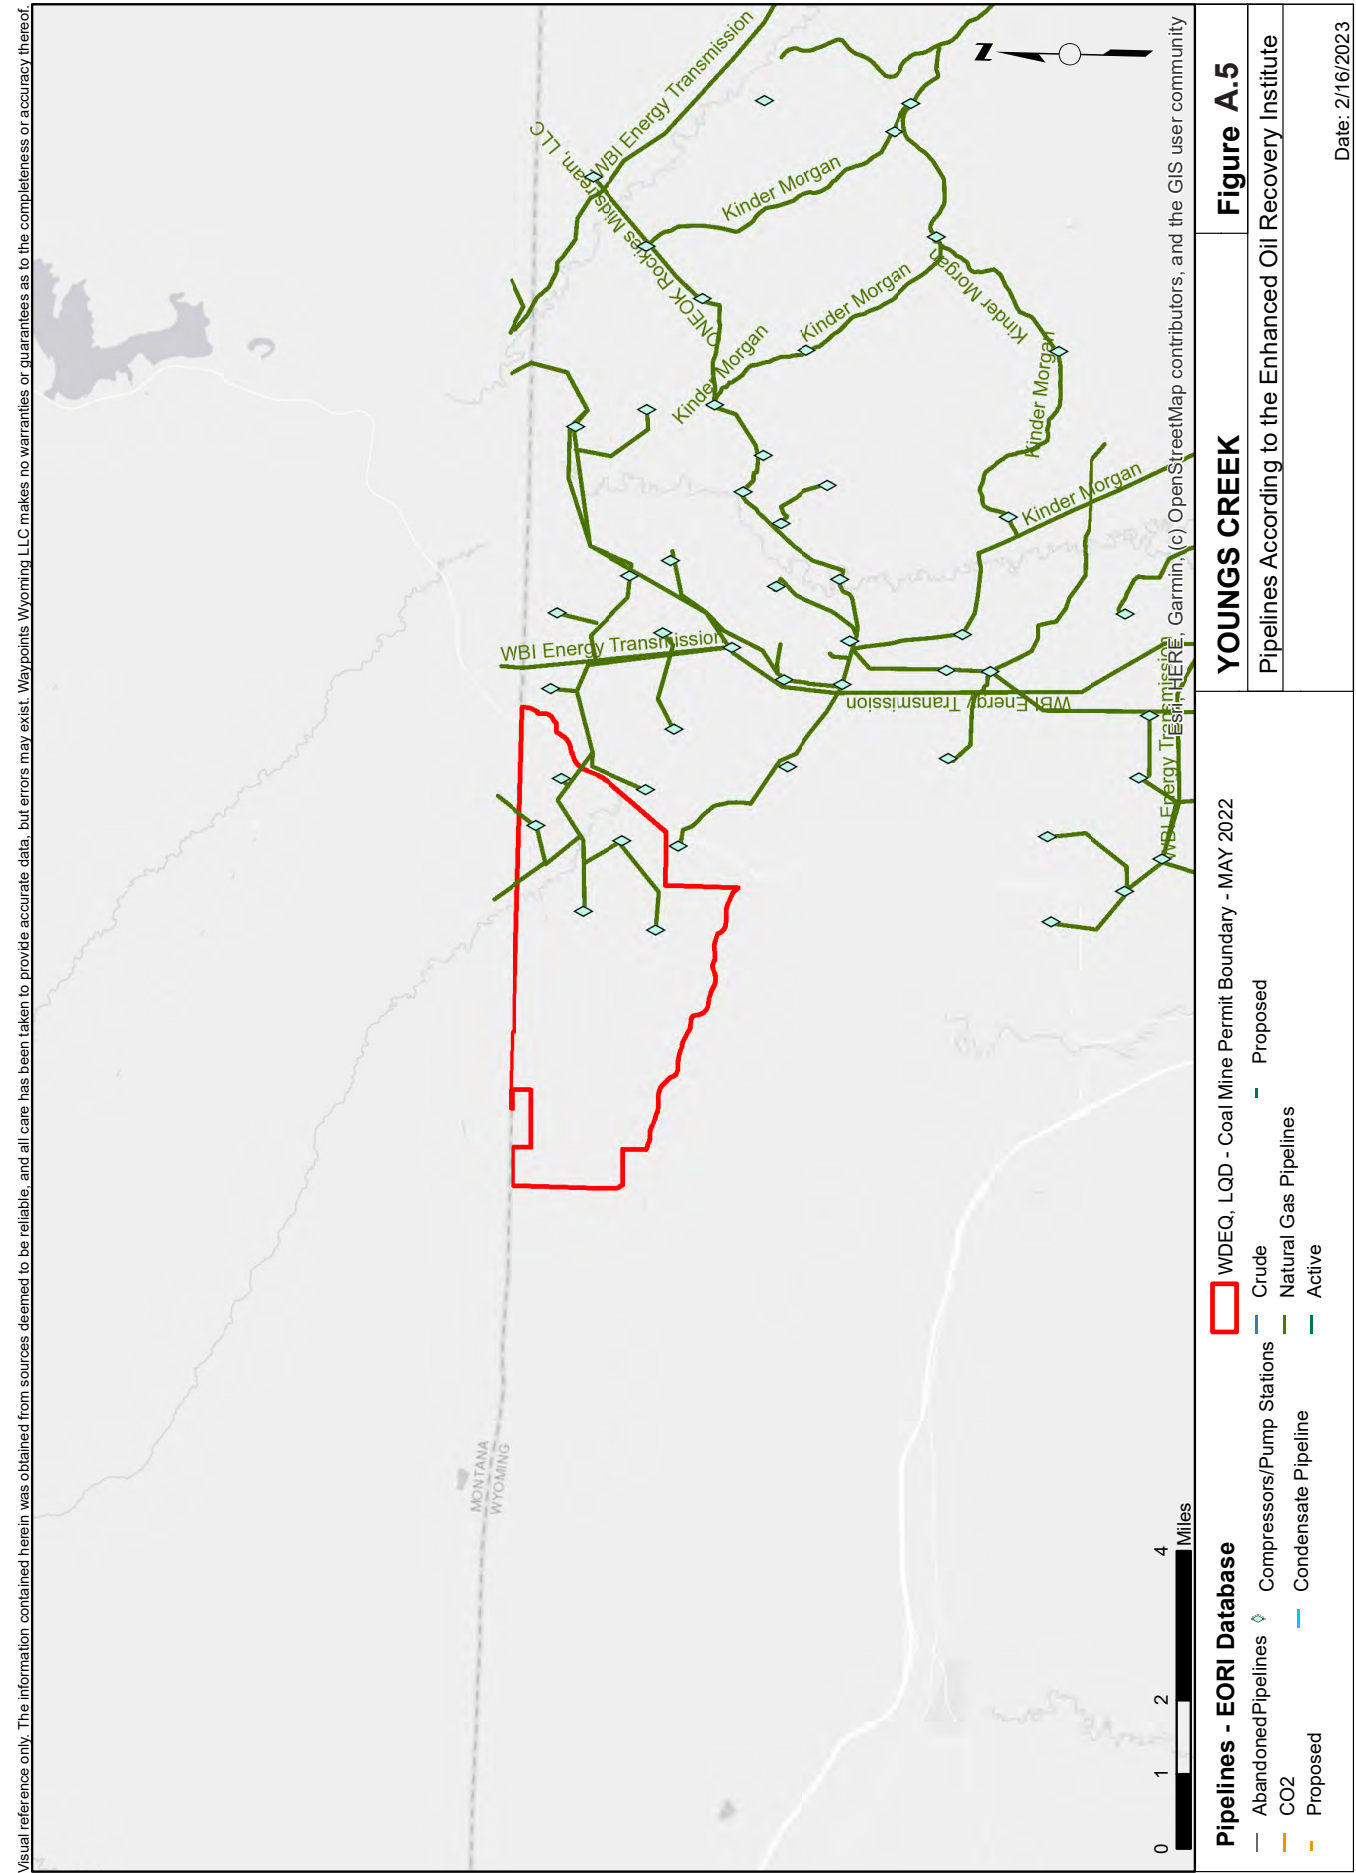 Visual reference only. The information contained herein was obtained from sources deemed to be reliable, and all care has been taken to provide accurate data, but errors may exist. Waypoints Wyoming LLC makes no warranties or guarantees as to the completeness or accuracy thereof.
MONTANA
WYOMING
WBI Energy Transmission
WBI Energy Transmission
ONEOK Rockies Midstream, LLC
Kinder Morgan
Kinder Morgan
Kinder Morgan
Kinder Morgan
Kinder Morgan
Kinder Morgan
WBI Energy Transmission
WBI Energy Transmission
N
0 1 2 4
Miles
Esri, HERE, Garmin, (c) OpenStreetMap contributors, and the GIS user community
Pipelines - EORI Database
AbandonedPipelines
CO2
Proposed
Compressors/Pump Stations
Condensate Pipeline
WDEQ, LQD - Coal Mine Permit Boundary - MAY 2022
Crude
Natural Gas Pipelines
Active
Proposed
YOUNGS CREEK
Figure A.5
Pipelines According to the Enhanced Oil Recovery Institute
Date: 2/16/2023